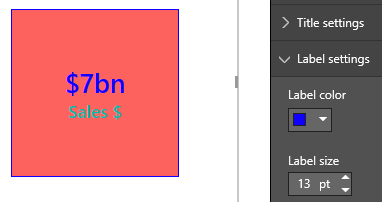 $7bn
Sales $
Title settings
Label settings
Label color
Label size
13 pt